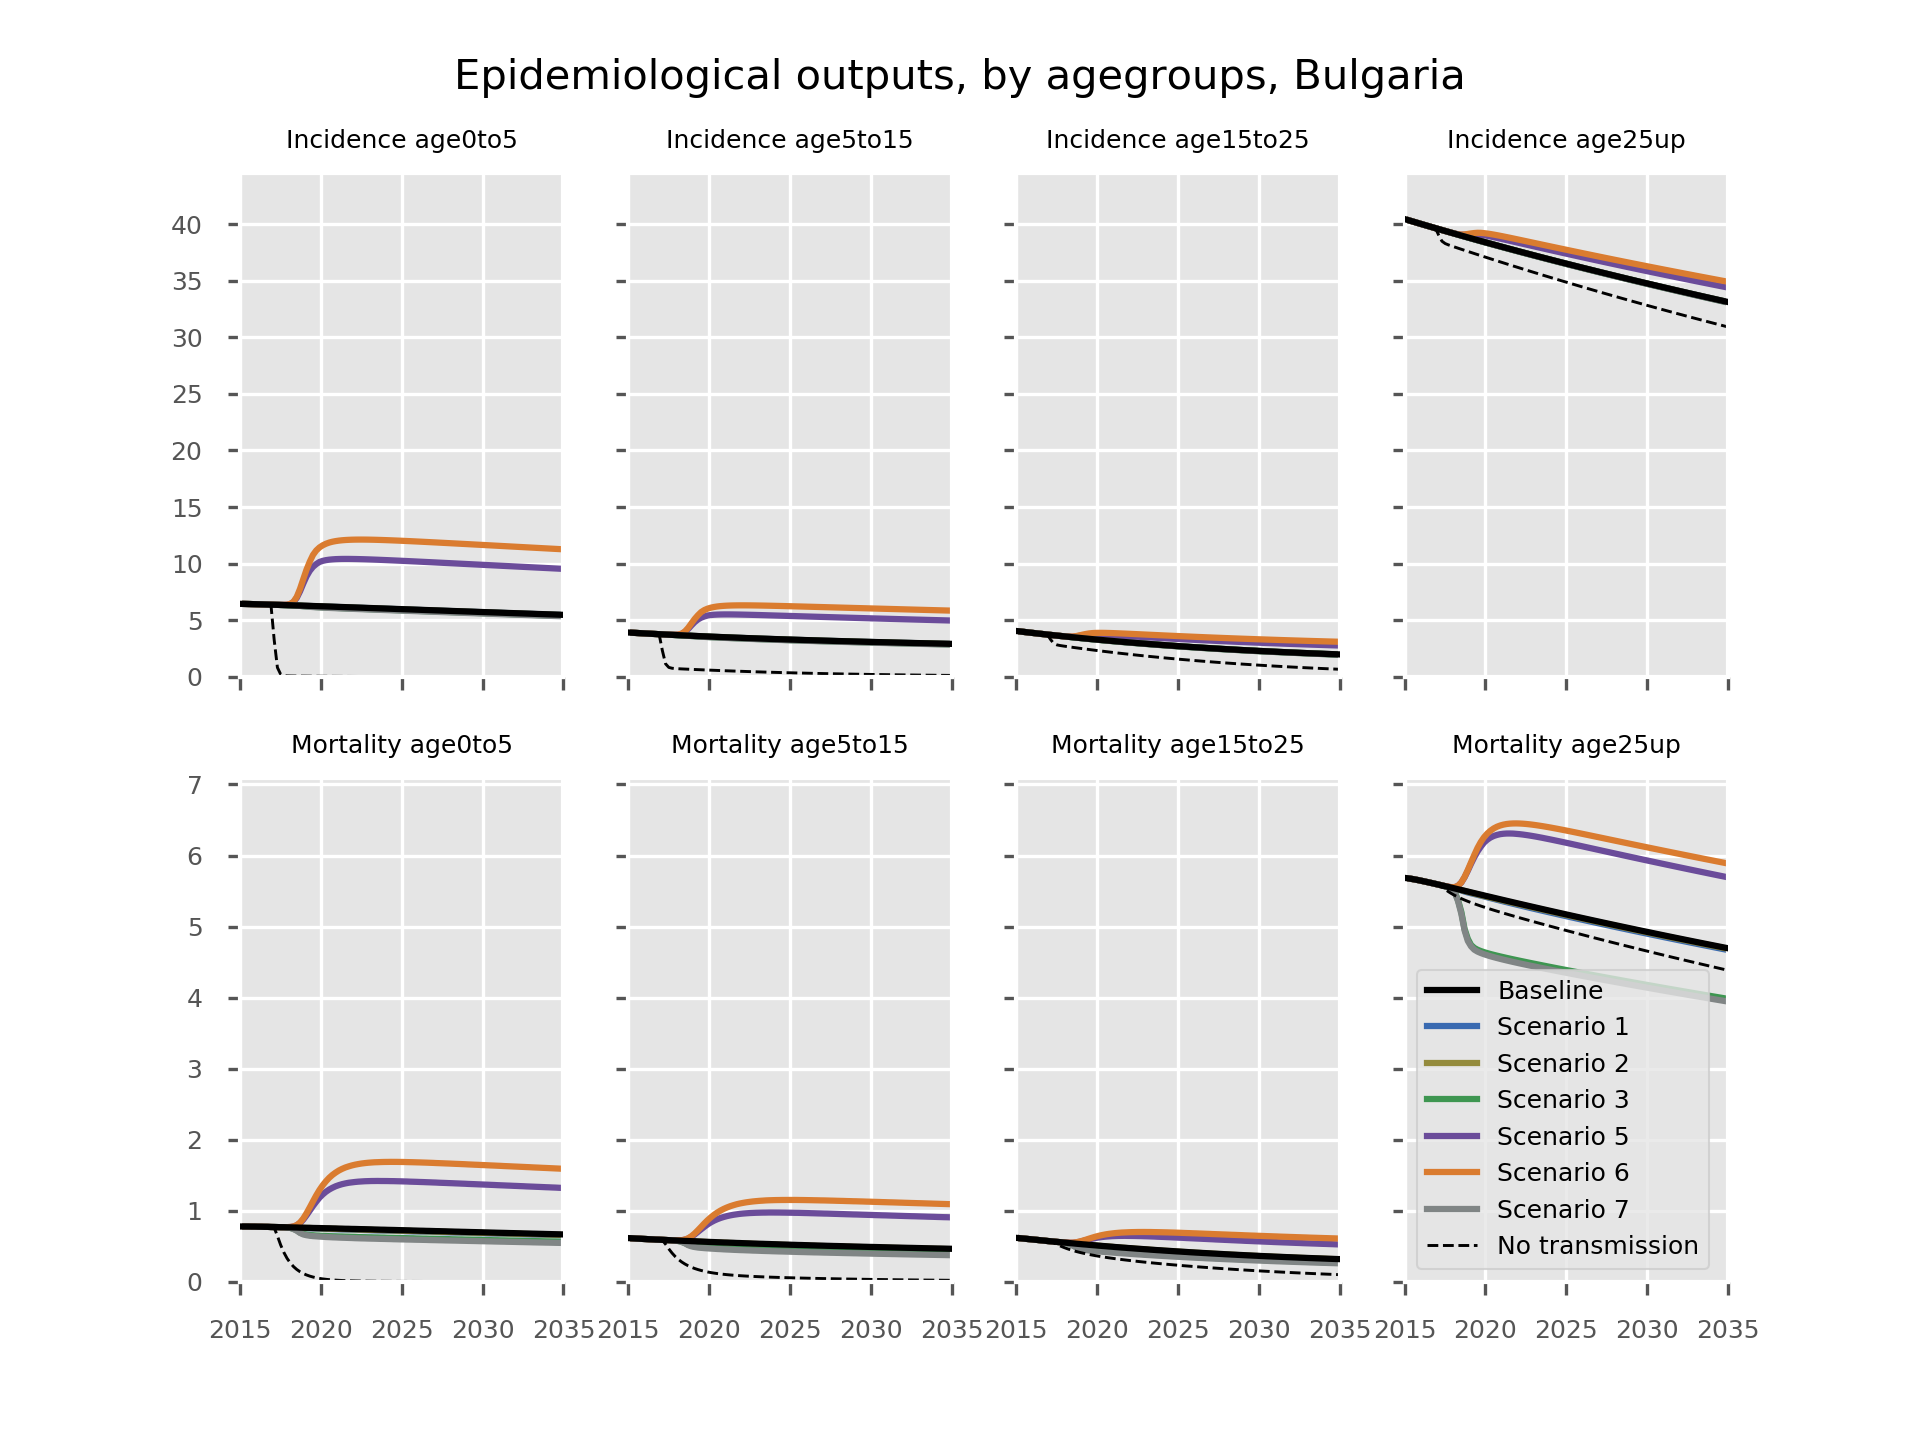 Epidemiological outputs, by agegroups, Bulgaria
Incidence age0to5
Incidence age5to15
Incidence age15to25
Incidence age25up
40
35
30
25
20
15
10
5
0
Mortality age0to5
Mortality age5to15
Mortality age15to25
Mortality age25up
7
6
5
4
3
2
1
0
Baseline
Scenario 1
Scenario 2
Scenario 3
Scenario 5
Scenario 6
Scenario 7
No transmission
2015 2020 2025 2030 2035 2015 2020 2025 2030 2035 2015 2020 2025 2030 2035 2015 2020 2025 2030 2035